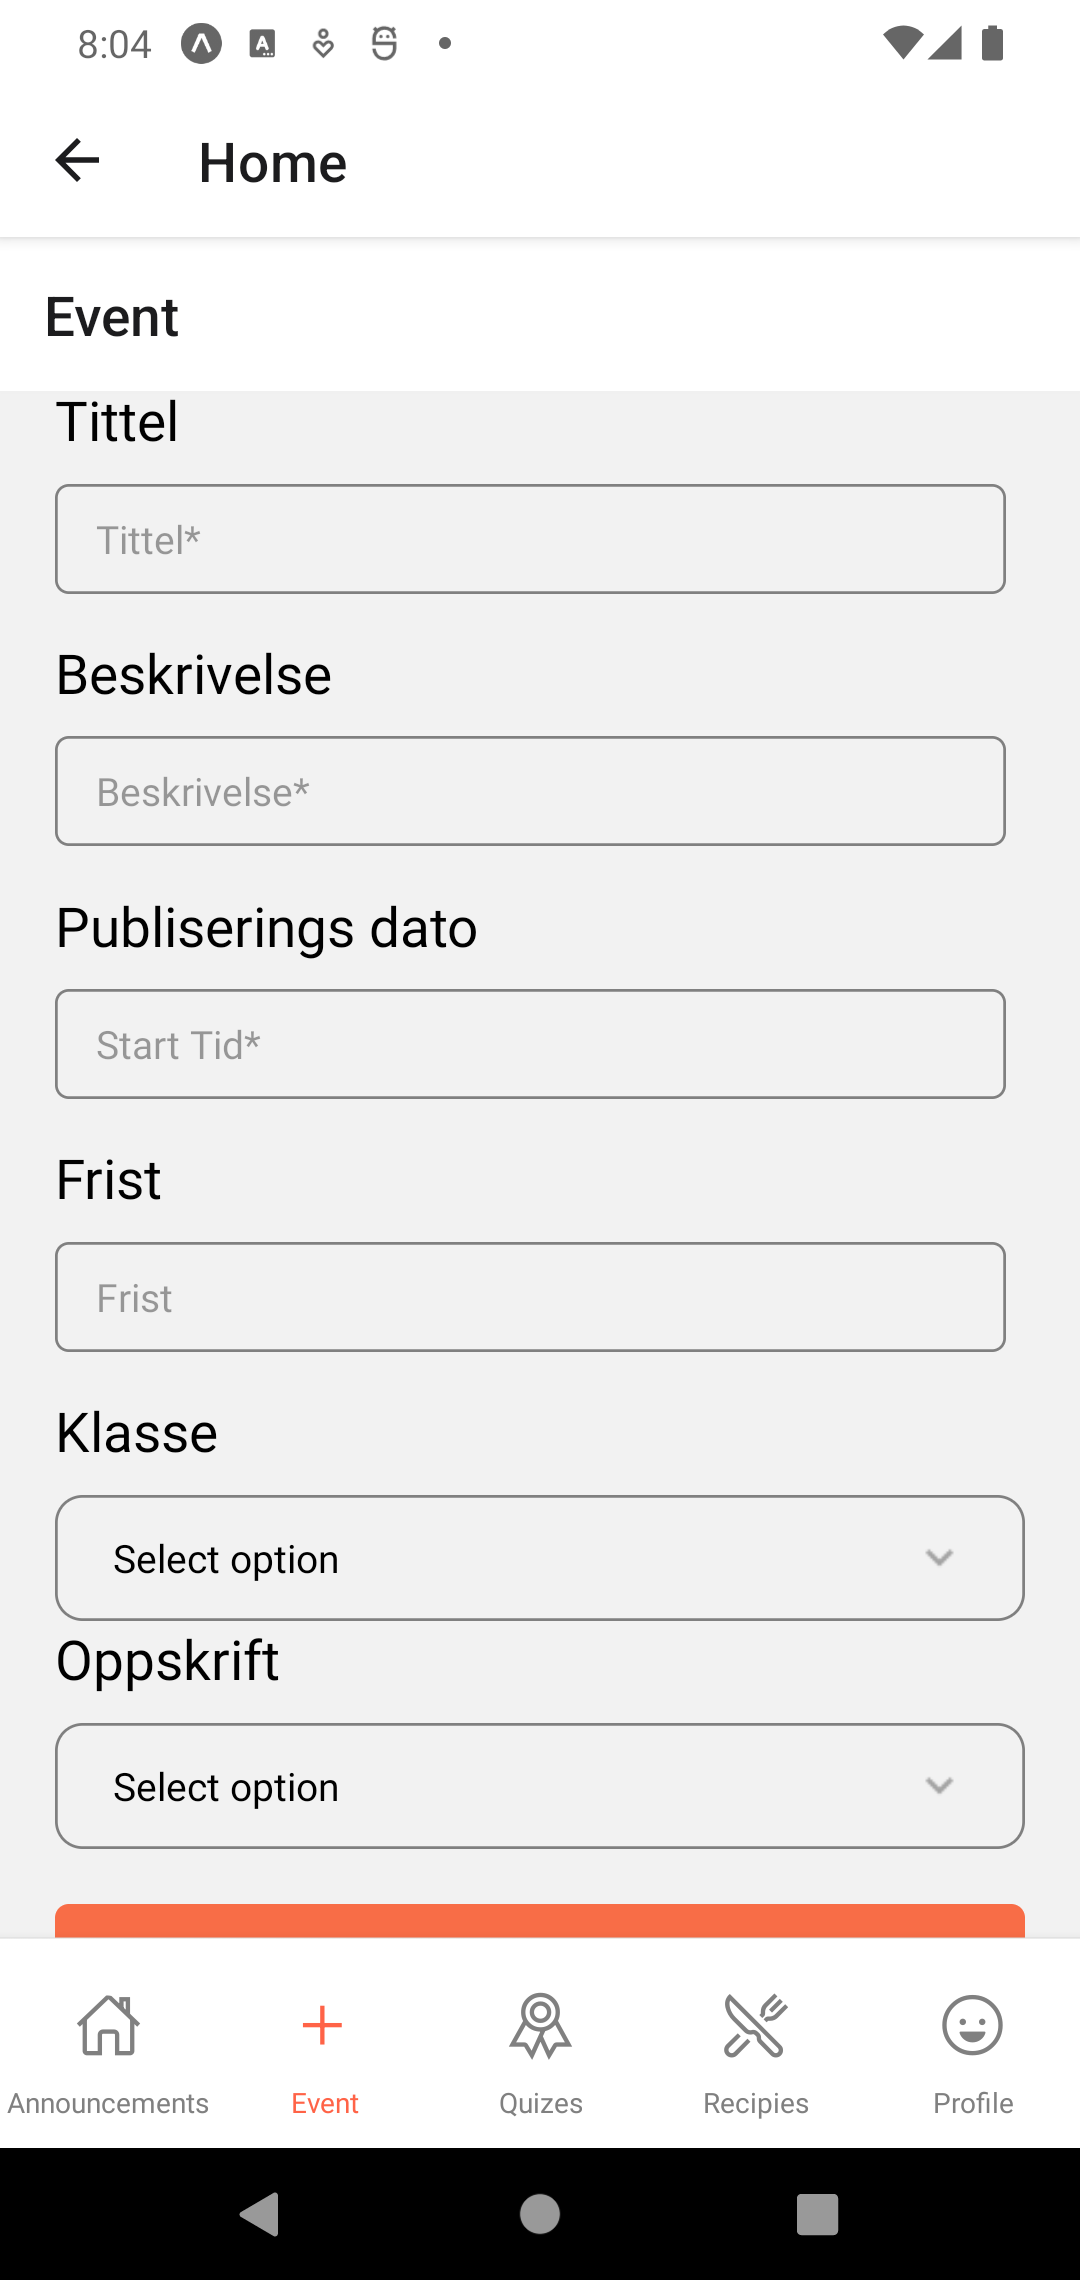 8:04
Home
Event
Tittel
Tittel*
Beskrivelse
Beskrivelse*
Publiserings dato
Start Tid*
Frist
Frist
Klasse
Select option
Oppskrift
Select option
Announcements Event Quizes Recipies Profile